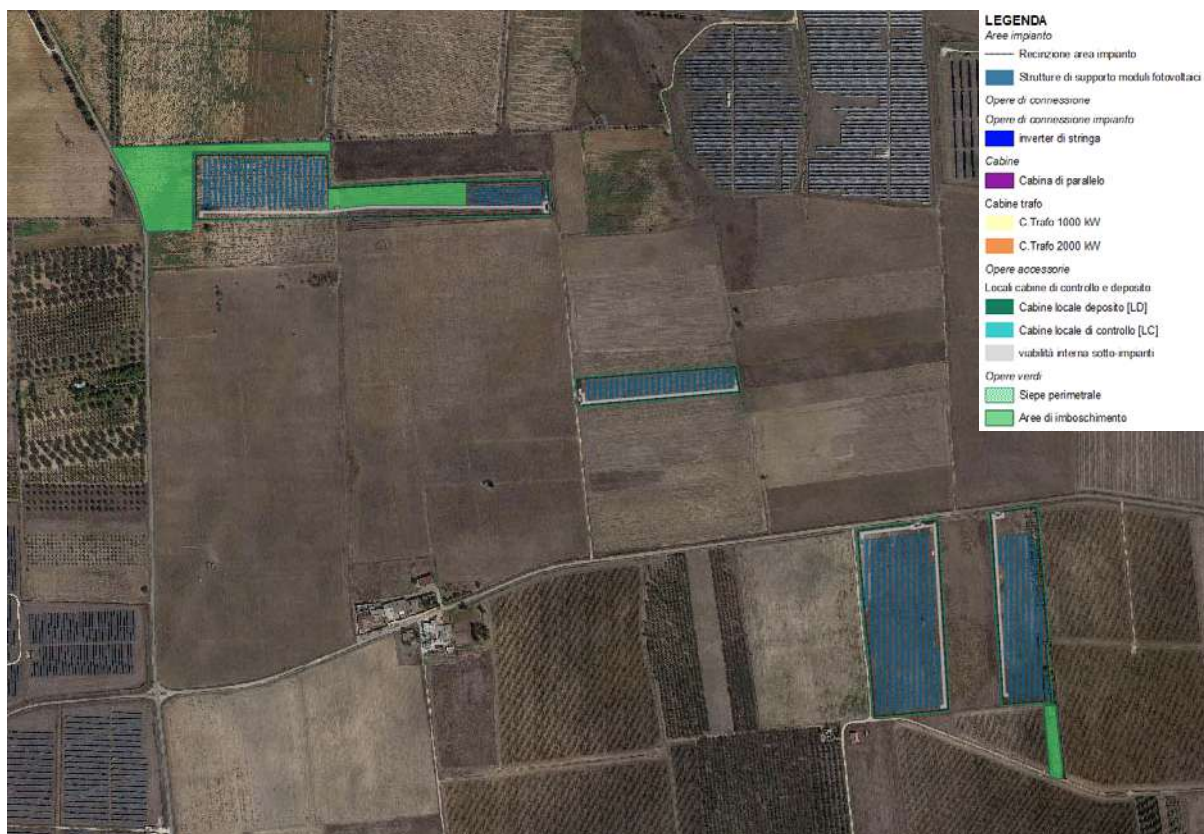 LEGENDA
Aree impianto
Recinzione area impianto
Strutture di supporto moduli fotovoltaici
Opere di connessione
Opere di connessione impianto
inverter di stringa
Cabine
Cabina di parallelo
Cabine trafo
C.Trafo 1000 kW
C.Trafo 2000 kW
Opere accessorie
Locali cabine di controllo e deposito
Cabine locale deposito [LD]
Cabine locale di controllo [LC]
viabilità interna sotto-impianti
Opere verdi
Siepe perimetrale
Aree di imboschimento